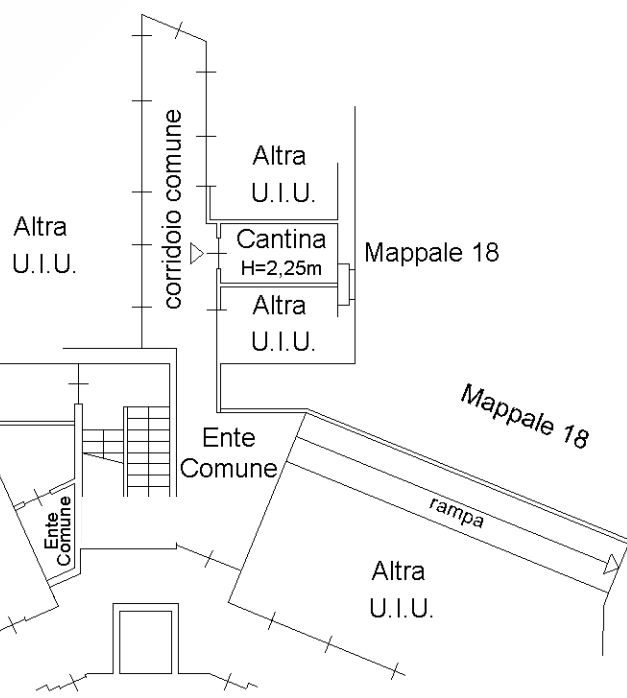 corridoio comune
Altra
U.I.U.
Altra
U.I.U.
Cantina
H=2,25m
Mappale 18
Altra
U.I.U.
Mappale 18
Ente
Comune
rampa
Ente
Comune
Altra
U.I.U.